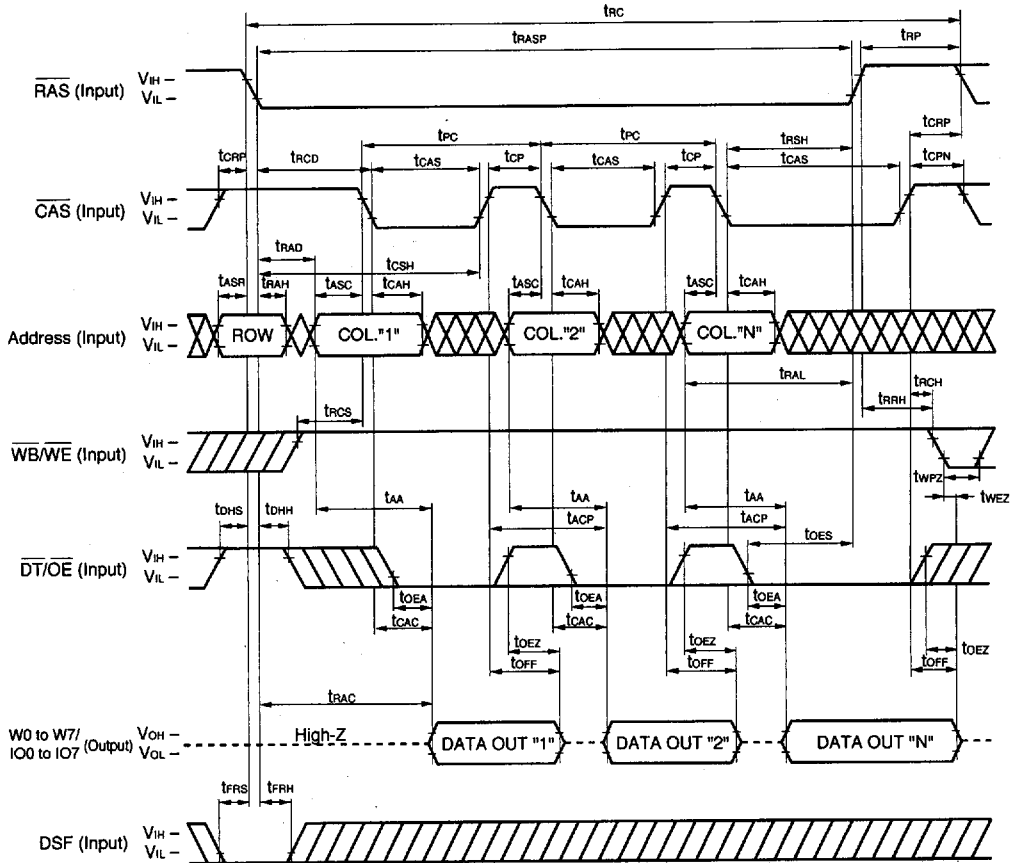 tRC
tRASP tRP
RAS (Input) VIH – VIL –
tCRP
tPC tPC tRSH
tCRP tRCD tCAS tCP tCAS tCP tCAS tCPN
CAS (Input) VIH – VIL –
tRAD
tCSH
tASR tRAH tASC tCAH tASC tCAH tASC tCAH
Address (Input) VIH – VIL – ROW COL."1" COL."2" COL."N"
tRAL tRCH
tRCS tRRH
WB/WE (Input) VIH – VIL –
tWPZ
tAA tAA tAA tWEZ
tDHS tDHH tACP tACP
tOES
DT/OE (Input) VIH – VIL –
tOEA tOEA tOEA
tCAC tCAC tCAC
tOEZ tOEZ tOEZ
tOFF tOFF tOFF
tRAC
W0 to W7/ IO0 to IO7 (Output) VOH – VOL – High-Z DATA OUT "1" DATA OUT "2" DATA OUT "N"
tFRS tFRH
DSF (Input) VIH – VIL –